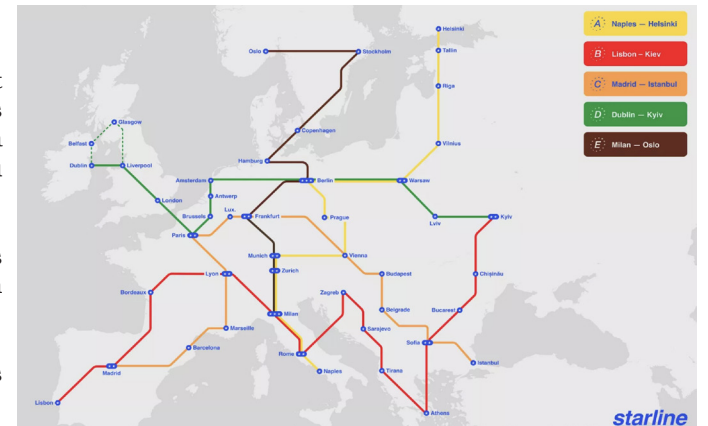 Helsinki
A Naples — Helsinki
Oslo
Stockholm
Tallin
B Lisbon – Kiev
Riga
C Madrid — Istanbul
Glasgow
D Dublin — Kyiv
Copenhagen
Belfast
Vilnius
E Milan — Oslo
Hamburg
Dublin
Liverpool
Amsterdam
Berlin
Warsaw
Antwerp
London
Lux.
Brussels
Frankfurt
Prague
Lviv
Kyiv
Paris
Munich
Vienna
Lyon
Zurich
Budapest
Chișinău
Bordeaux
Zagreb
Milan
Belgrade
Bucarest
Marseille
Sarajevo
Barcelona
Sofia
Rome
Istanbul
Madrid
Naples
Tirana
Lisbon
Athens
starline